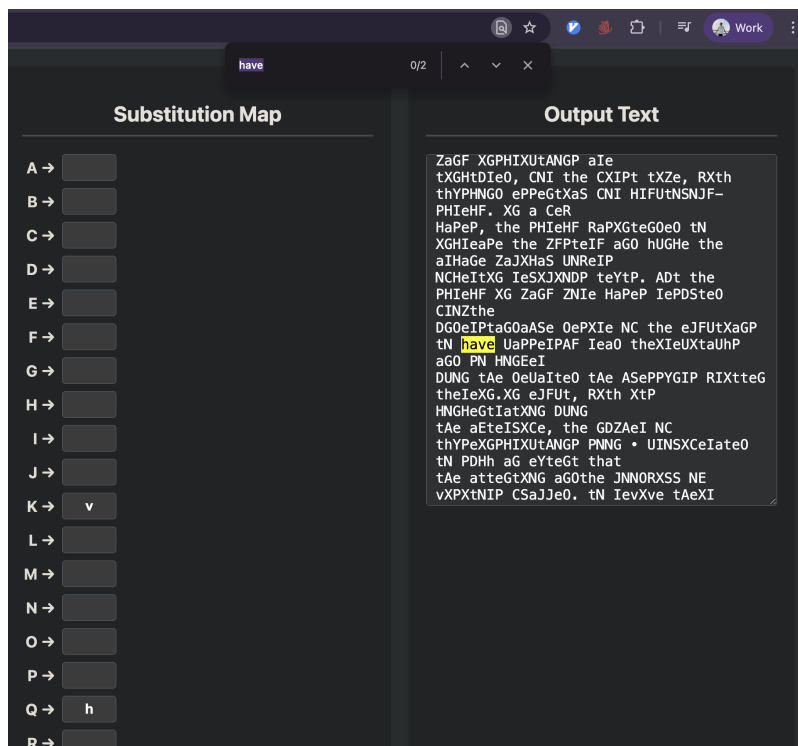 Work
have
0/2
Substitution Map
A →
B →
C →
D →
E →
F →
G →
H →
I →
J →
K → v
L →
M →
N →
O →
P →
Q → h
R →
Output Text
ZaGF XGPHIXUtANGP aIe
tXGHtDIeO, CNI the CXIPt tXZe, RXth
thYPHNGO ePPeGtXaS CNI HIFUtNSNJF-
PHIeHF. XG a CeR
HaPeP, the PHIeHF RaPXGteGOeO tN
XGHIeaPe the ZFPteIF aGO hUGHe the
aIHaGe ZaJXHaS UNReIP
NCHeItXG IeSXJXNDP teYtP. ADt the
PHIeHF XG ZaGF ZNIe HaPeP IePDSteO
CINZthe
DGOeIPtaGOaASe OePXIe NC the eJFUtXaGP
tN have UaPPeIPAF IeaO theXIeUXtaUhP
aGO PN HNGEeI
DUNG tAe OeUaIteO tAe ASePPYGIP RIXtteG
theIeXG.XG eJFUt, RXth XtP
HNGHeGtIatXNG DUNG
tAe aEteISXCe, the GDZAeI NC
thYPeXGPHIXUtANGP PNNG • UINSXCeIateO
tN PDHh aG eYteGt that
tAe atteGtXNG aGOthe JNNORXSS NE
vXPXtNIP CSaJJeO. tN IevXve tAeXI